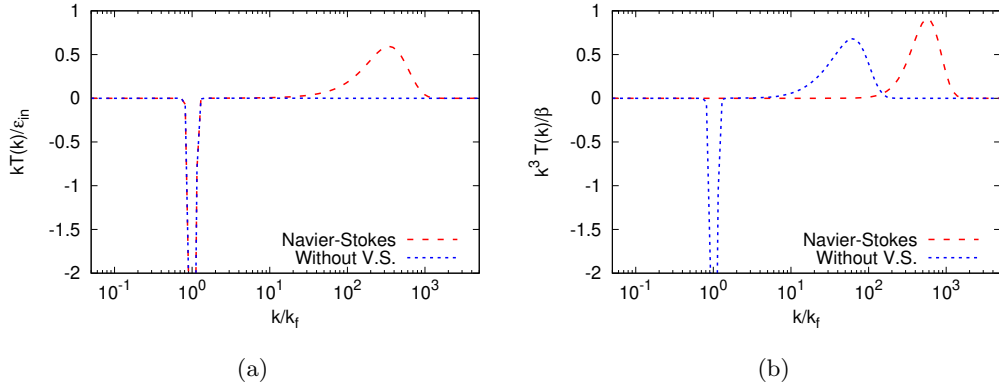 1
0.5
0
-0.5
-1
-1.5
-2
kT(k)/ε_in
10^-1 10^0 10^1 10^2 10^3
k/k_f
Navier-Stokes
Without V.S.
(a)
1
0.5
0
-0.5
-1
-1.5
-2
k^3 T(k)/β
10^-1 10^0 10^1 10^2 10^3
k/k_f
Navier-Stokes
Without V.S.
(b)